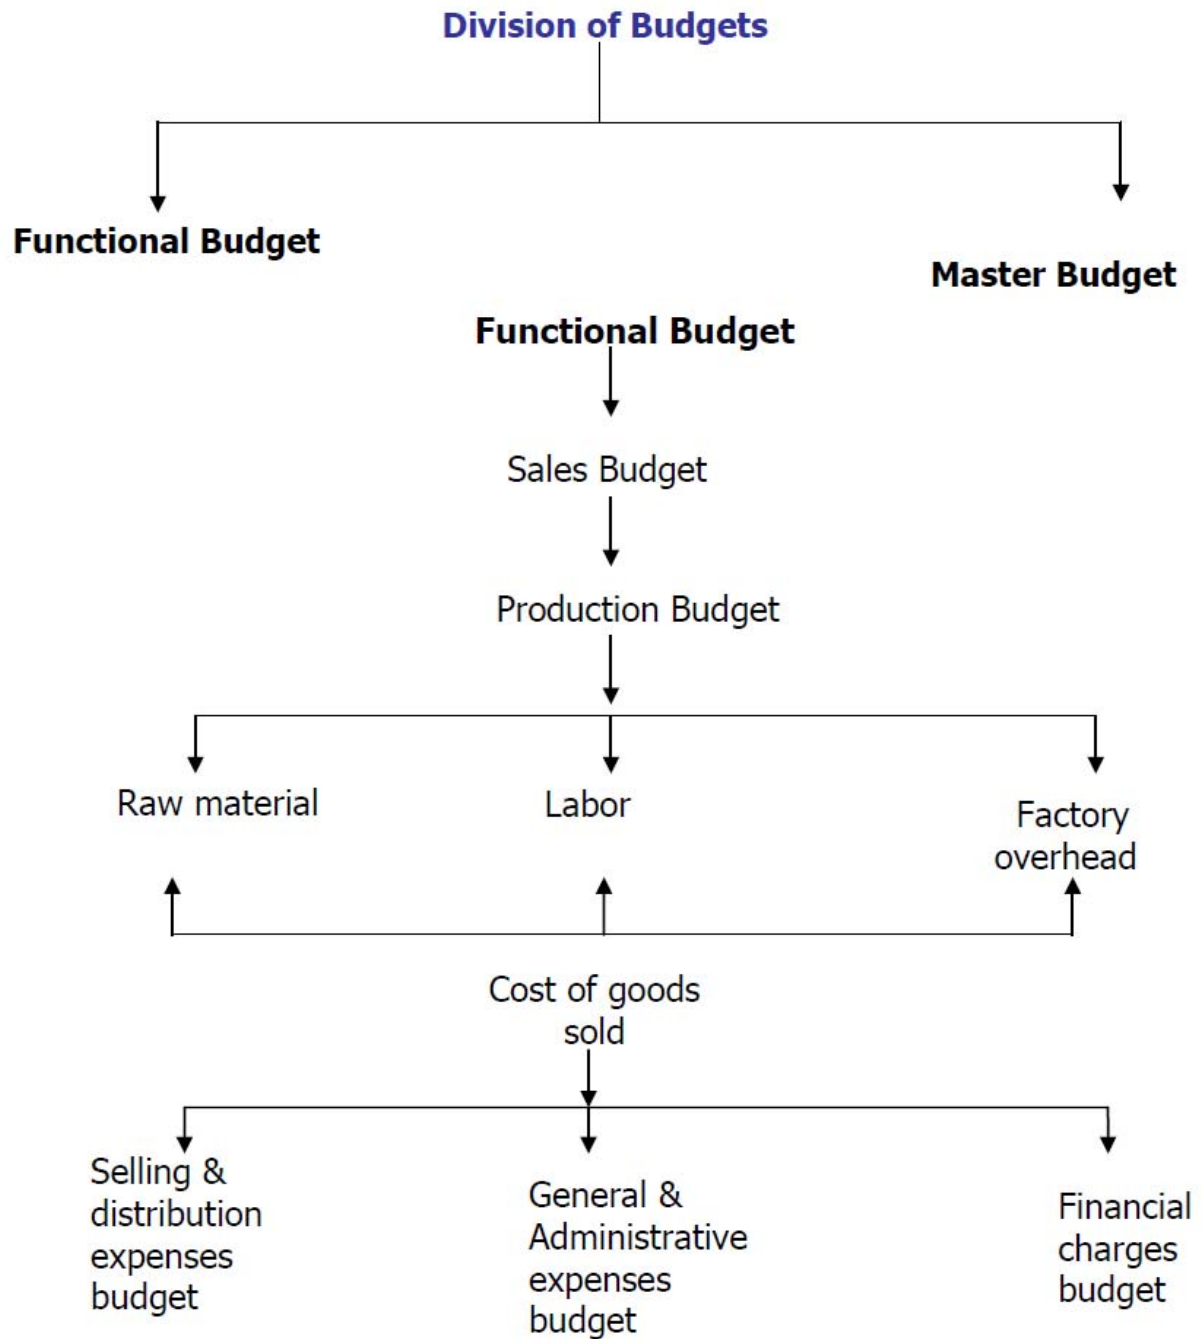 Division of Budgets
Functional Budget
Master Budget
Functional Budget
Sales Budget
Production Budget
Raw material
Labor
Factory
overhead
Cost of goods
sold
Selling &
distribution
expenses
budget
General &
Administrative
expenses
budget
Financial
charges
budget